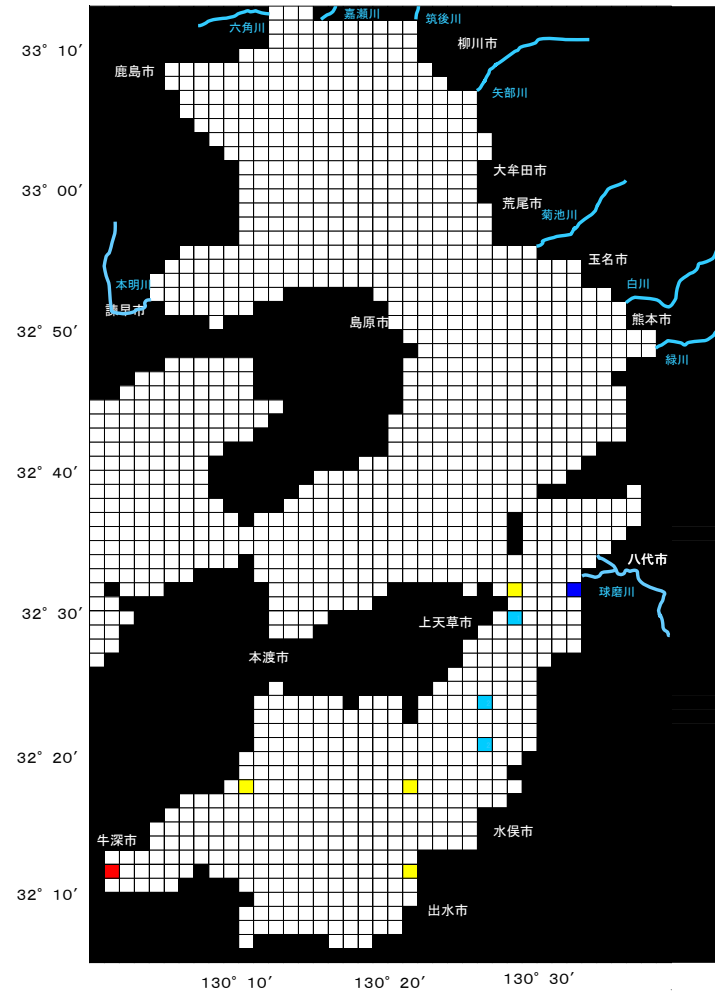 六角川
嘉瀬川
筑後川
33° 10′
柳川市
鹿島市
矢部川
大牟田市
33° 00′
荒尾市
菊池川
玉名市
本明川
白川
諫早市
島原市
熊本市
32° 50′
緑川
32° 40′
八代市
球磨川
32° 30′
上天草市
本渡市
32° 20′
水俣市
牛深市
32° 10′
出水市
130° 10′
130° 20′
130° 30′